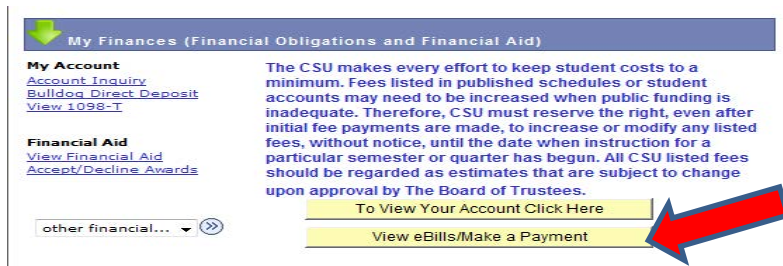 My Finances (Financial Obligations and Financial Aid)
My Account
Account Inquiry
Bulldog Direct Deposit
View 1098-T
Financial Aid
View Financial Aid
Accept/Decline Awards
other financial...
The CSU makes every effort to keep student costs to a
minimum. Fees listed in published schedules or student
accounts may need to be increased when public funding is
inadequate. Therefore, CSU must reserve the right, even after
initial fee payments are made, to increase or modify any listed
fees, without notice, until the date when instruction for a
particular semester or quarter has begun. All CSU listed fees
should be regarded as estimates that are subject to change
upon approval by The Board of Trustees.
To View Your Account Click Here
View eBills/Make a Payment